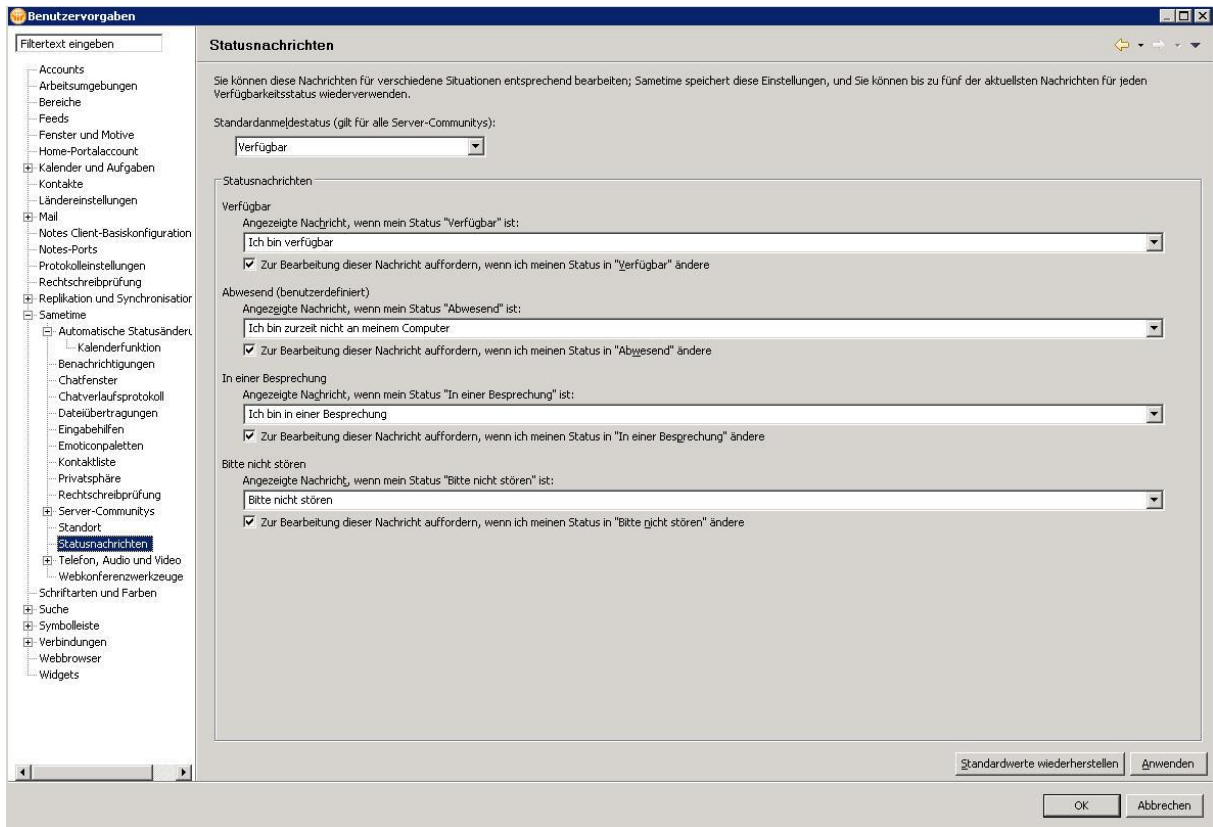 Benutzervorgaben
Filtertext eingeben
Accounts
Arbeitsumgebungen
Bereiche
Feeds
Fenster und Motive
Home-Portalaccount
Kalender und Aufgaben
Kontakte
Ländereinstellungen
Mail
Notes Client-Basiskonfiguration
Notes-Ports
Protokolleinstellungen
Rechtschreibprüfung
Replikation und Synchronisation
Sametime
Automatische Statusänderu
Kalenderfunktion
Benachrichtigungen
Chatfenster
Chatverlaufsprotokoll
Dateiübertragungen
Eingabehilfen
Emoticonpaletten
Kontaktliste
Privatsphäre
Rechtschreibprüfung
Server-Communitys
Standort
Statusnachrichten
Telefon, Audio und Video
Webkonferenzwerkzeuge
Schriftarten und Farben
Suche
Symbolleiste
Verbindungen
Webbrowser
Widgets
Statusnachrichten
Sie können diese Nachrichten für verschiedene Situationen entsprechend bearbeiten; Sametime speichert diese Einstellungen, und Sie können bis zu fünf der aktuellsten Nachrichten für jeden
Verfügbarkeitsstatus wiederverwenden.
Standardanmeldestatus (gilt für alle Server-Communitys):
Verfügbar
Statusnachrichten
Verfügbar
Angezeigte Nachricht, wenn mein Status "Verfügbar" ist:
Ich bin verfügbar
Zur Bearbeitung dieser Nachricht auffordern, wenn ich meinen Status in "Verfügbar" ändere
Abwesend (benutzerdefiniert)
Angezeigte Nachricht, wenn mein Status "Abwesend" ist:
Ich bin zurzeit nicht an meinem Computer
Zur Bearbeitung dieser Nachricht auffordern, wenn ich meinen Status in "Abwesend" ändere
In einer Besprechung
Angezeigte Nachricht, wenn mein Status "In einer Besprechung" ist:
Ich bin in einer Besprechung
Zur Bearbeitung dieser Nachricht auffordern, wenn ich meinen Status in "In einer Besprechung" ändere
Bitte nicht stören
Angezeigte Nachricht, wenn mein Status "Bitte nicht stören" ist:
Bitte nicht stören
Zur Bearbeitung dieser Nachricht auffordern, wenn ich meinen Status in "Bitte nicht stören" ändere
Standardwerte wiederherstellen
Anwenden
OK
Abbrechen